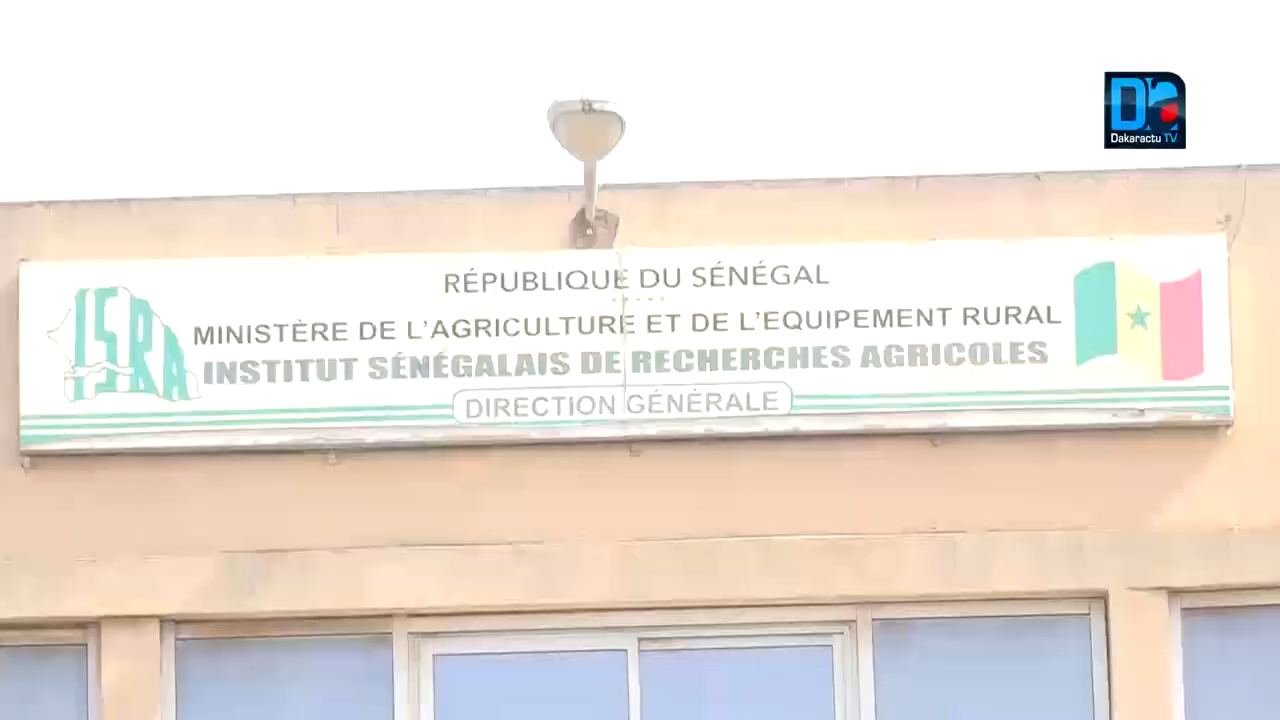 Dakaractu TV
RÉPUBLIQUE DU SÉNÉGAL
MINISTÈRE DE L'AGRICULTURE ET DE L'EQUIPEMENT RURAL
INSTITUT SÉNÉGALAIS DE RECHERCHES AGRICOLES
ISRA
DIRECTION GÉNÉRALE